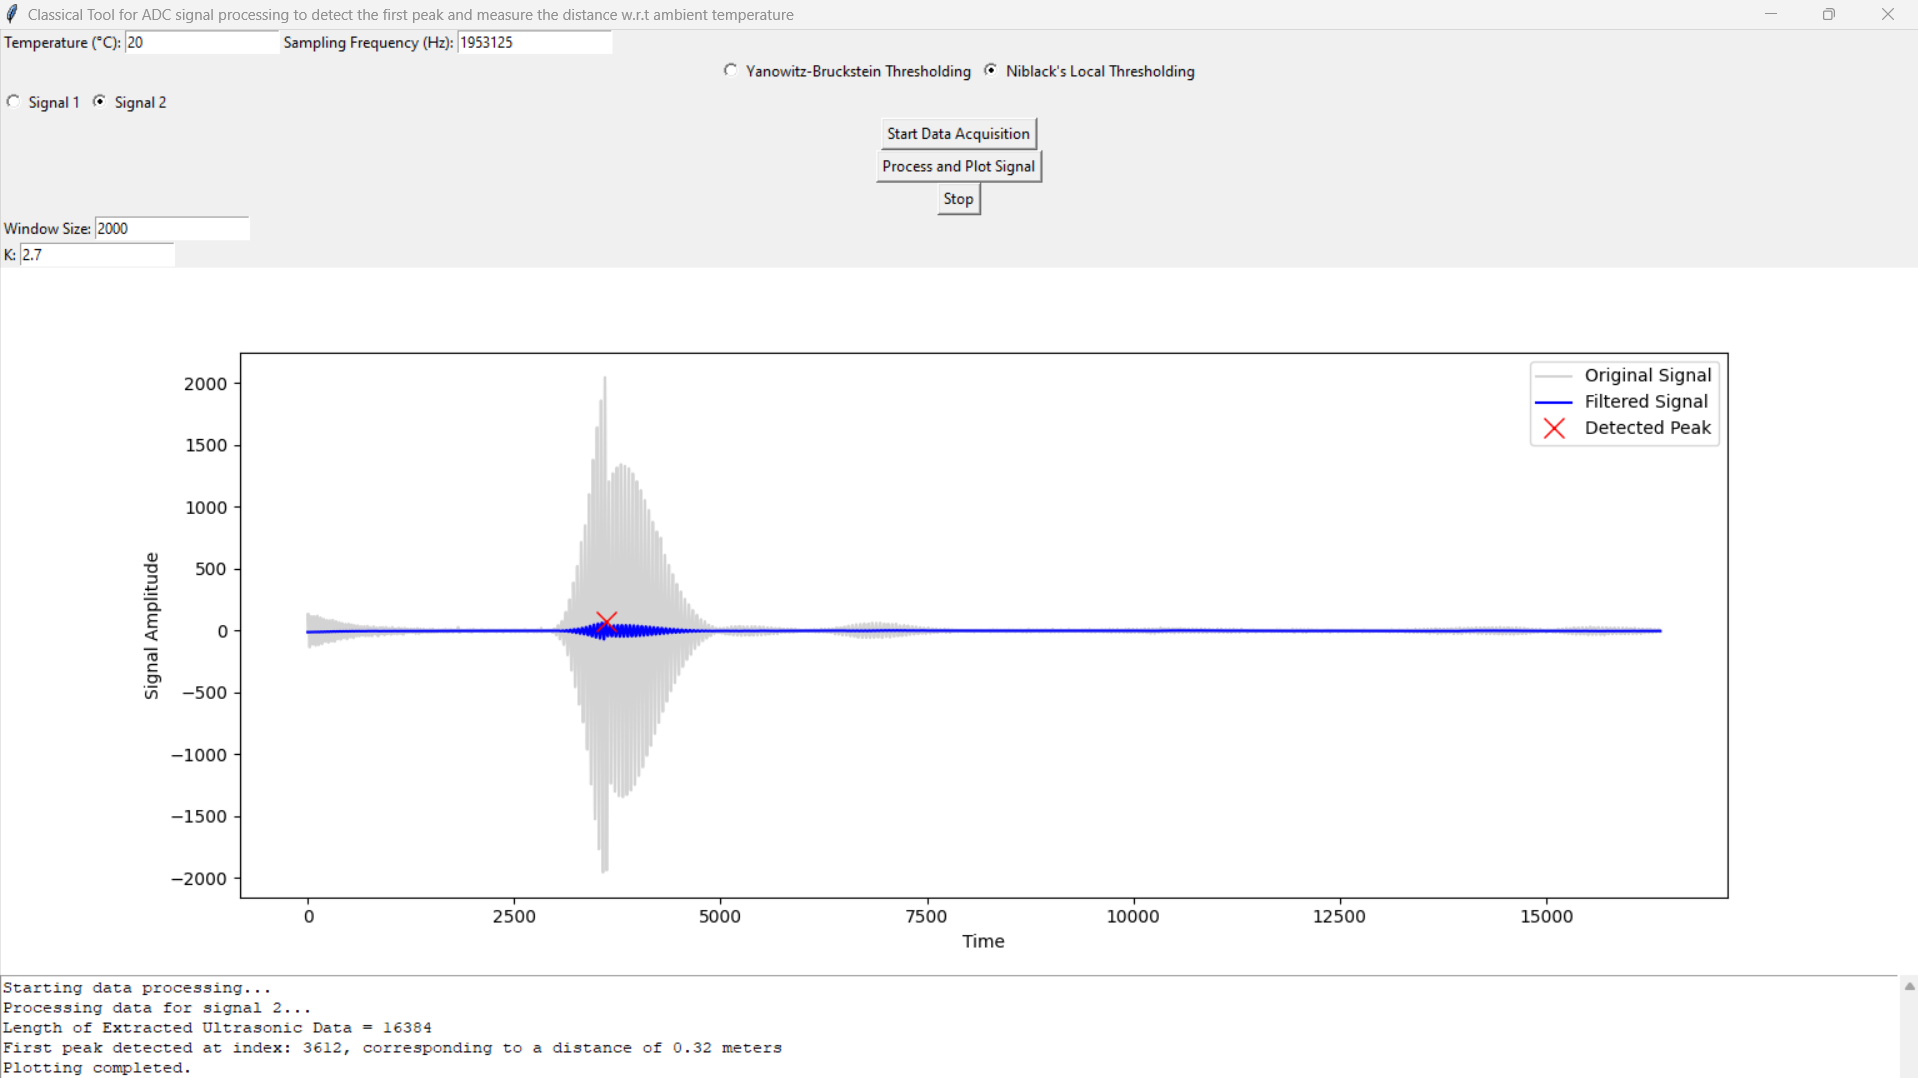 Classical Tool for ADC signal processing to detect the first peak and measure the distance w.r.t ambient temperature
Temperature (°C): 20 Sampling Frequency (Hz): 1953125
Yanowitz-Bruckstein Thresholding Niblack's Local Thresholding
Signal 1 Signal 2
Start Data Acquisition
Process and Plot Signal
Stop
Window Size: 2000
K: 2.7
Original Signal
Filtered Signal
Detected Peak
Signal Amplitude
2000
1500
1000
500
0
−500
−1000
−1500
−2000
0 2500 5000 7500 10000 12500 15000
Time
Starting data processing...
Processing data for signal 2...
Length of Extracted Ultrasonic Data = 16384
First peak detected at index: 3612, corresponding to a distance of 0.32 meters
Plotting completed.